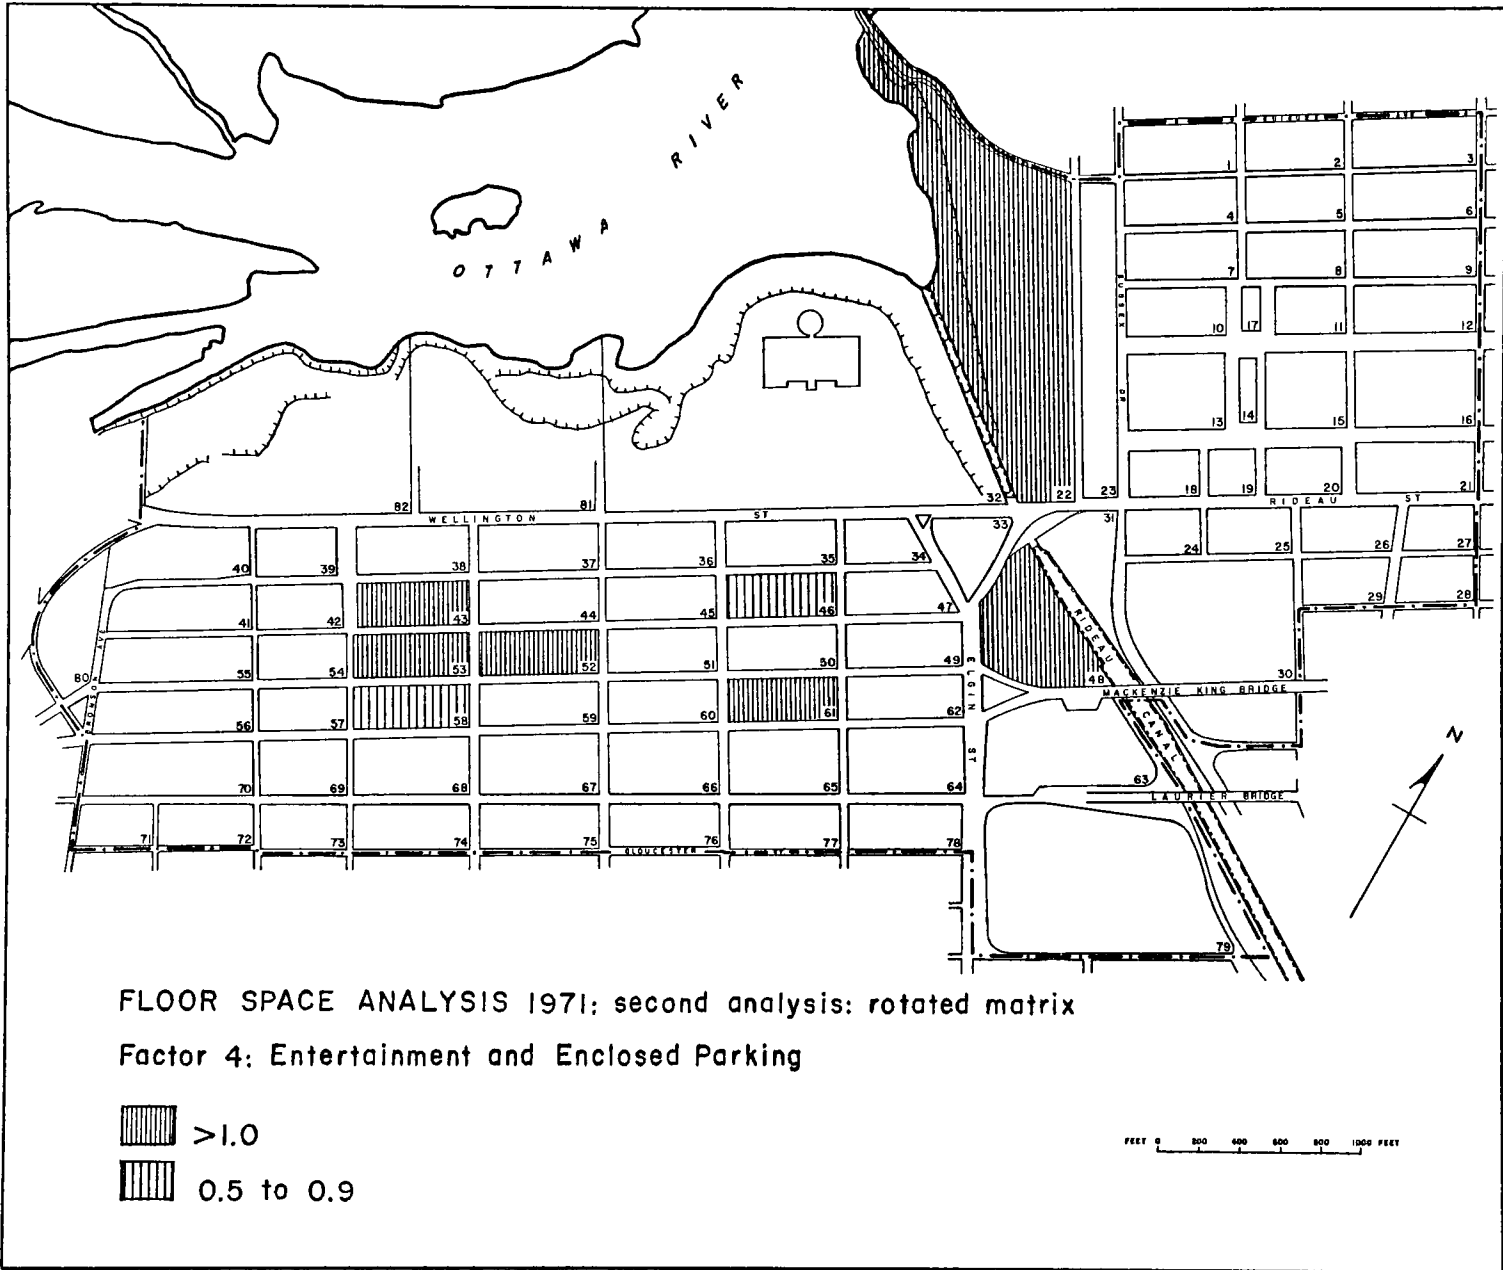 OTTAWA RIVER
AVE
1 2 3
4 5 6
7 8 9
10 17 11 12
SUSSEX DR
13 14 15 16
18 19 20 21
RIDEAU ST
82 81 32 22 23
WELLINGTON ST
33 31
40 39 38 37 36 35 34
24 25 26 27
41 42 43 44 45 46 47
29 28
55 54 53 52 51 50 49
80
BRONSON AVE
ELGIN ST
RIDEAU CANAL
48 30
MACKENZIE KING BRIDGE
56 57 58 59 60 61 62
N
70 69 68 67 66 65 64 63
LAURIER BRIDGE
71 72 73 74 75 76 77 78
GLOUCESTER ST
79
FLOOR SPACE ANALYSIS 1971: second analysis: rotated matrix
Factor 4: Entertainment and Enclosed Parking
>1.0
0.5 to 0.9
FEET 0 200 400 600 800 1000 FEET